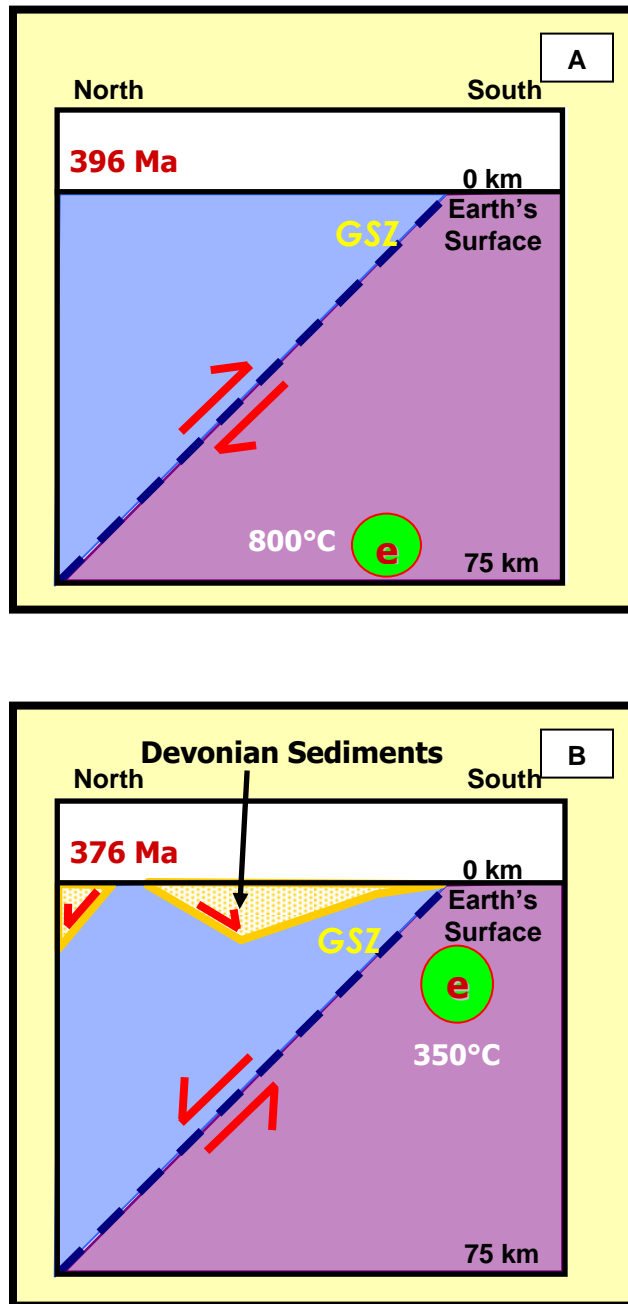 A
North South
396 Ma
0 km
Earth's
Surface
GSZ
800°C
e
75 km
B
Devonian Sediments
North South
376 Ma
0 km
Earth's
Surface
GSZ
e
350°C
75 km